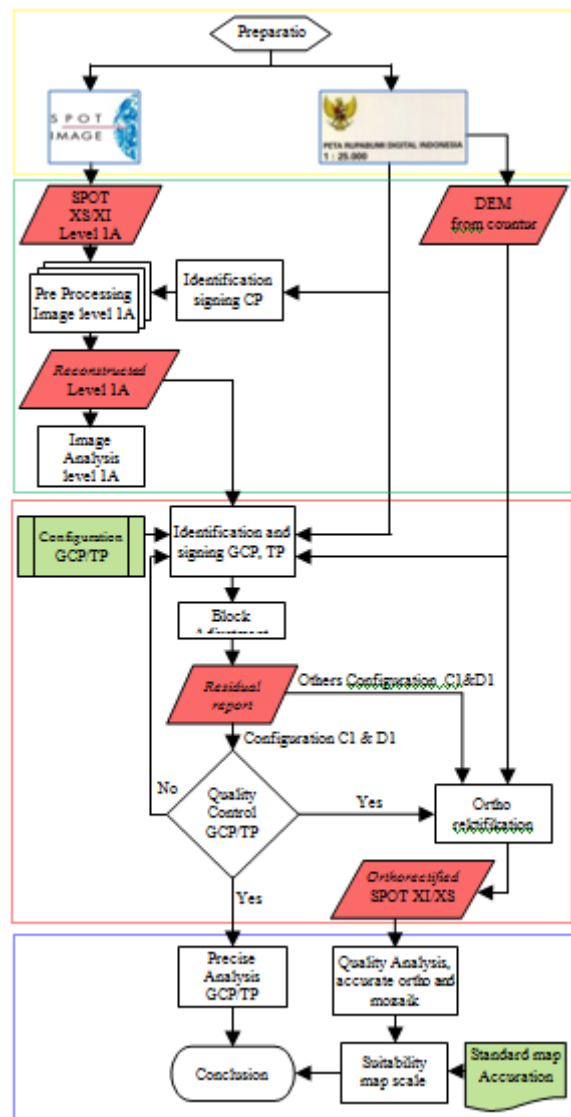 Preparatio
SPOT
IMAGE
PETA RUPABUMI DIGITAL INDONESIA
1 : 25.000
SPOT
XS/XI
Level 1A
DEM
from countur
Pre Processing
Image level 1A
Identification
signing CP
Reconstructed
Level 1A
Image
Analysis
level 1A
Configuration
GCP/TP
Identification and
signing GCP, TP
Block
Adjustment
Residual
report
Others Configuration, C1&D1
Configuration C1 & D1
No
Quality
Control
GCP/TP
Yes
Ortho
rektifikation
Orthorectified
SPOT XI/XS
Yes
Precise
Analysis
GCP/TP
Quality Analysis,
accurate ortho and
mozaik
Conclusion
Suitability
map scale
Standard map
Accuration